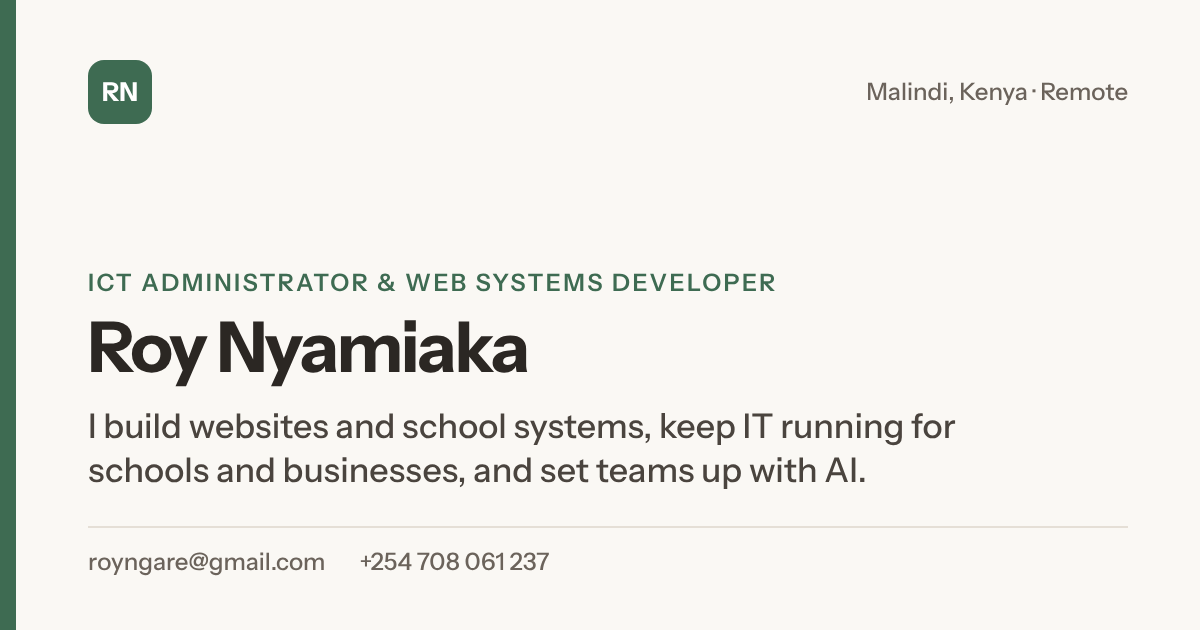 RN
Malindi, Kenya · Remote
ICT ADMINISTRATOR & WEB SYSTEMS DEVELOPER
Roy Nyamiaka
I build websites and school systems, keep IT running for
schools and businesses, and set teams up with AI.
royngare@gmail.com +254 708 061 237